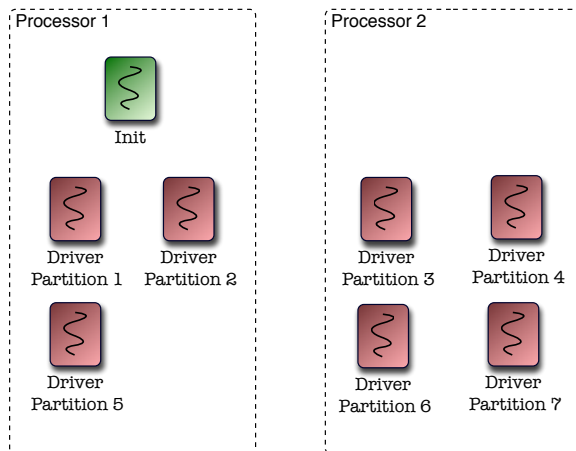 Processor 1
Init
Driver
Partition 1
Driver
Partition 2
Driver
Partition 5
Processor 2
Driver
Partition 3
Driver
Partition 4
Driver
Partition 6
Driver
Partition 7